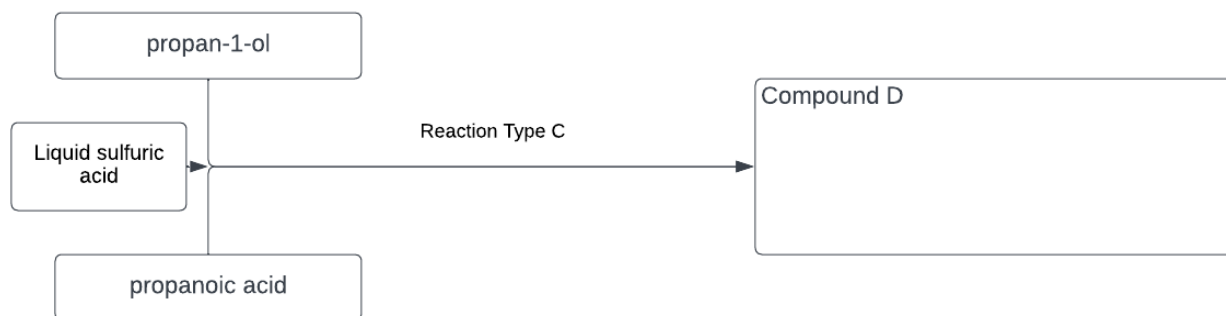 propan-1-ol
Liquid sulfuric
acid
Reaction Type C
Compound D
propanoic acid